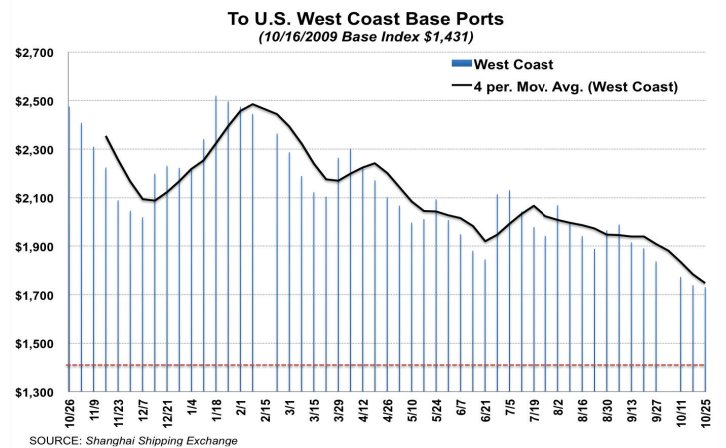 To U.S. West Coast Base Ports
(10/16/2009 Base Index $1,431)
$2,700
West Coast
4 per. Mov. Avg. (West Coast)
$2,500
$2,300
$2,100
$1,900
$1,700
$1,500
$1,300
10/26 11/9 11/23 12/7 12/21 1/4 1/18 2/1 2/15 3/1 3/15 3/29 4/12 4/26 5/10 5/24 6/7 6/21 7/5 7/19 8/2 8/16 8/30 9/13 9/27 10/11 10/25
SOURCE: Shanghai Shipping Exchange